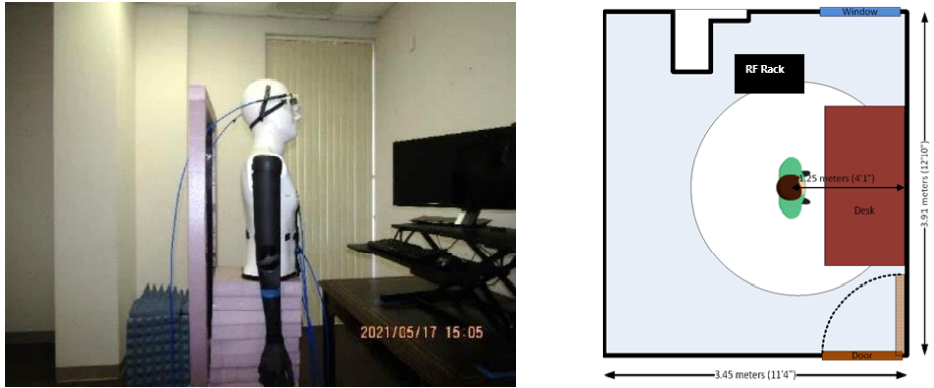 2021/05/17 15:05
Window
RF Rack
1.25 meters (4'1")
Desk
3.91 meters (12'10")
Door
3.45 meters (11'4")